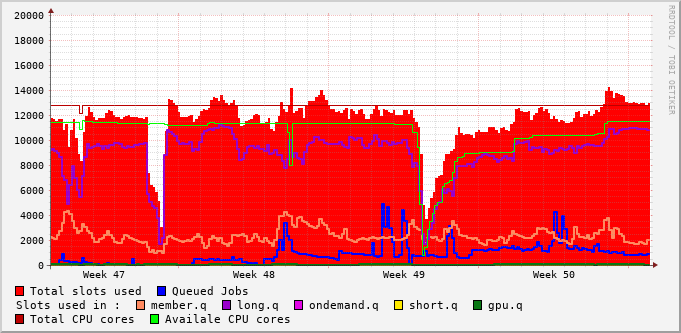 20000
18000
16000
14000
12000
10000
8000
6000
4000
2000
0
Week 47 Week 48 Week 49 Week 50
RRDTOOL / TOBI OETIKER
Total slots used Queued Jobs
Slots used in : member.q long.q ondemand.q short.q gpu.q
Total CPU cores Availale CPU cores